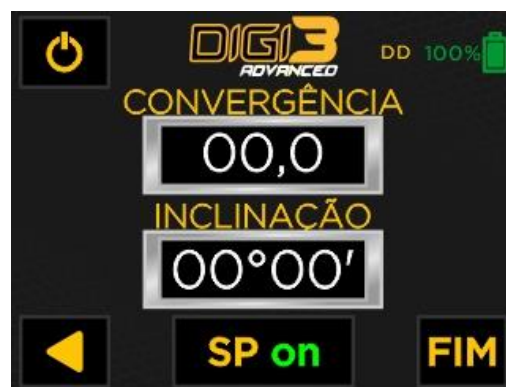 DIGI3
ADVANCED
DD 100%
CONVERGÊNCIA
00,0
INCLINAÇÃO
00°00'
SP on
FIM